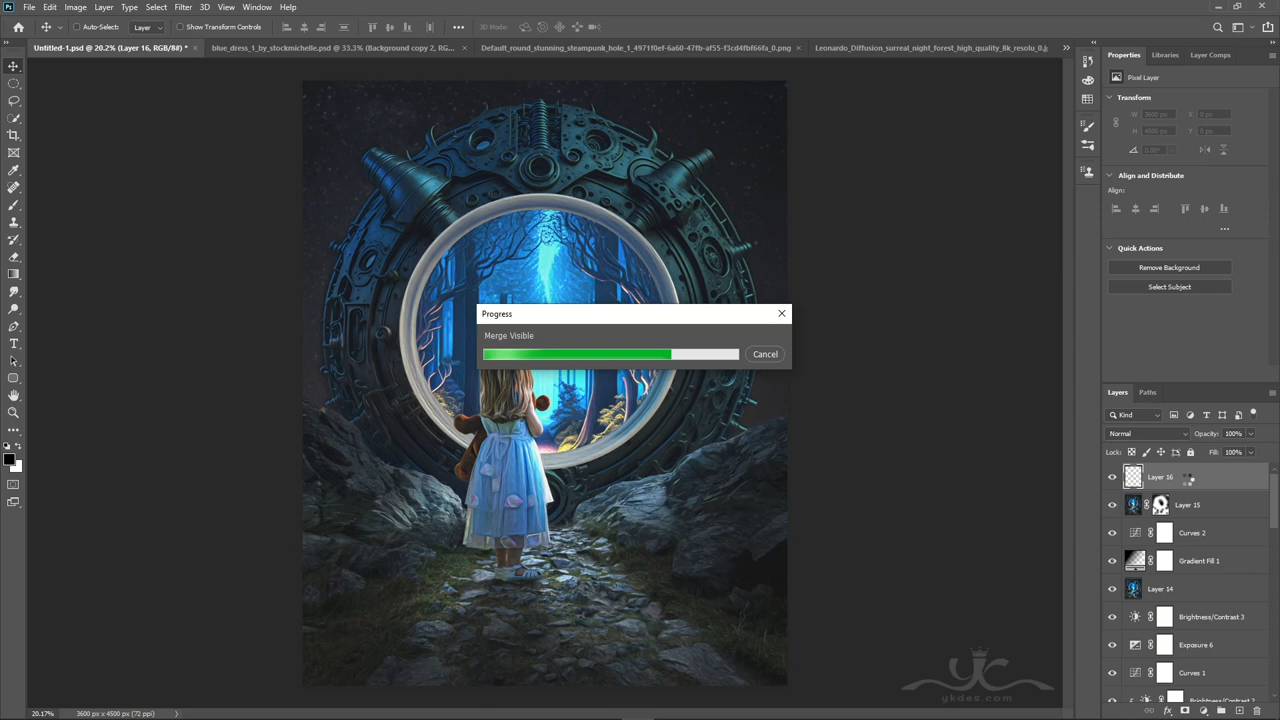 File Edit Image Layer Type Select Filter 3D View Window Help
Auto-Select: Layer Show Transform Controls 3D Mode:
Untitled-1.psd @ 20.2% (Layer 16, RGB/8#) *
blue_dress_1_by_stockmichelle.psd @ 33.3% (Background copy 2, RGB/8#)
Default_round_stunning_steampunk_hole_1_4971f0ef-6a60-47fb-af55-f3cd4fbf66fa_0.png
Leonardo_Diffusion_surreal_night_forest_high_quality_8k_resolu_0.j
Properties Libraries Layer Comps
Pixel Layer
Transform
W 3600 px X: 0 px
H 4500 px Y: 0 px
0.00°
Align and Distribute
Align:
Quick Actions
Remove Background
Select Subject
Progress
Merge Visible
Cancel
Layers Paths
Kind
Normal Opacity: 100%
Lock: Fill: 100%
Layer 16
Layer 15
Curves 2
Gradient Fill 1
Layer 14
Brightness/Contrast 3
Exposure 6
Curves 1
ykdes.com
20.17% 3600 px x 4500 px (72 ppi)